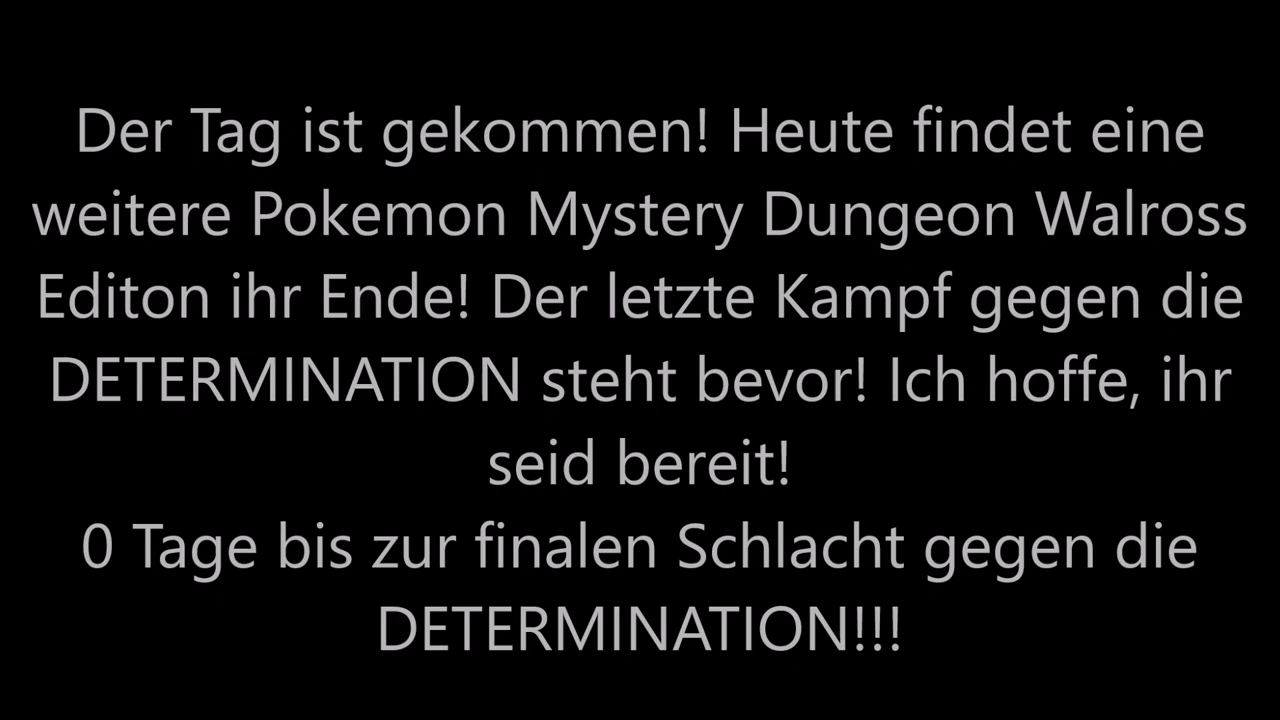 Der Tag ist gekommen! Heute findet eine
weitere Pokemon Mystery Dungeon Walross
Editon ihr Ende! Der letzte Kampf gegen die
DETERMINATION steht bevor! Ich hoffe, ihr
seid bereit!
0 Tage bis zur finalen Schlacht gegen die
DETERMINATION!!!